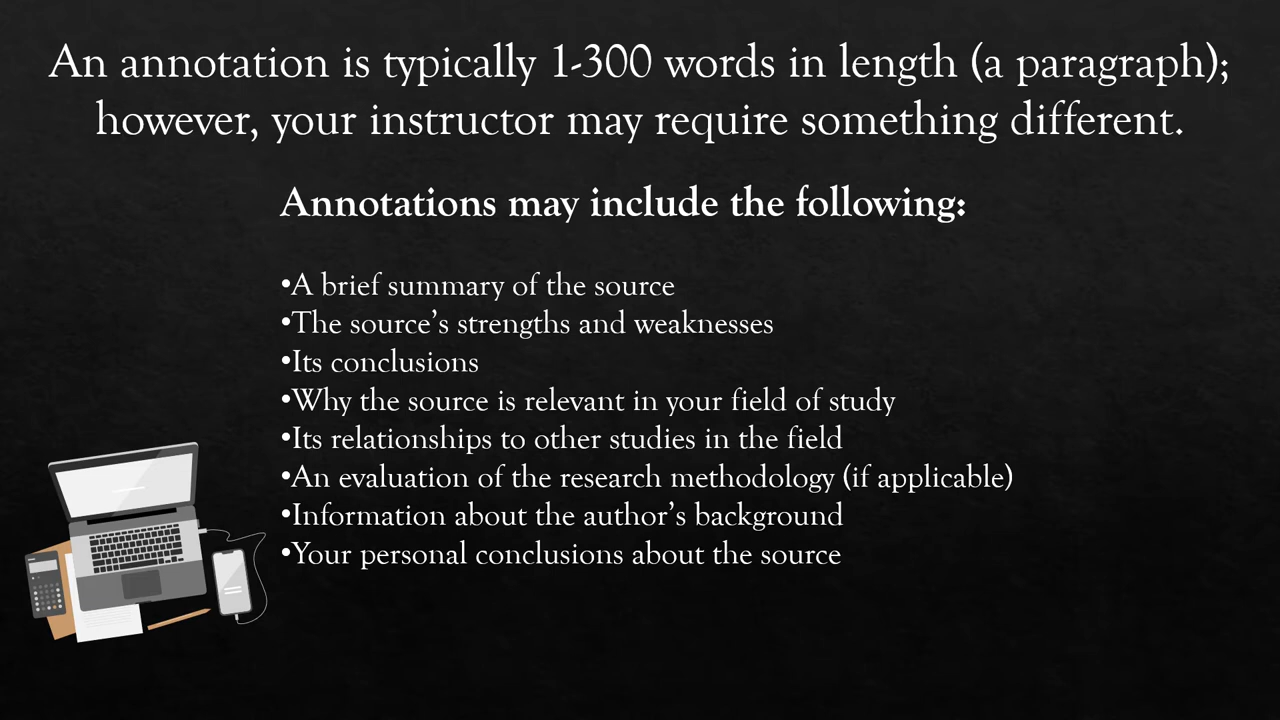 An annotation is typically 1-300 words in length (a paragraph);
however, your instructor may require something different.
Annotations may include the following:
•A brief summary of the source
•The source’s strengths and weaknesses
•Its conclusions
•Why the source is relevant in your field of study
•Its relationships to other studies in the field
•An evaluation of the research methodology (if applicable)
•Information about the author’s background
•Your personal conclusions about the source